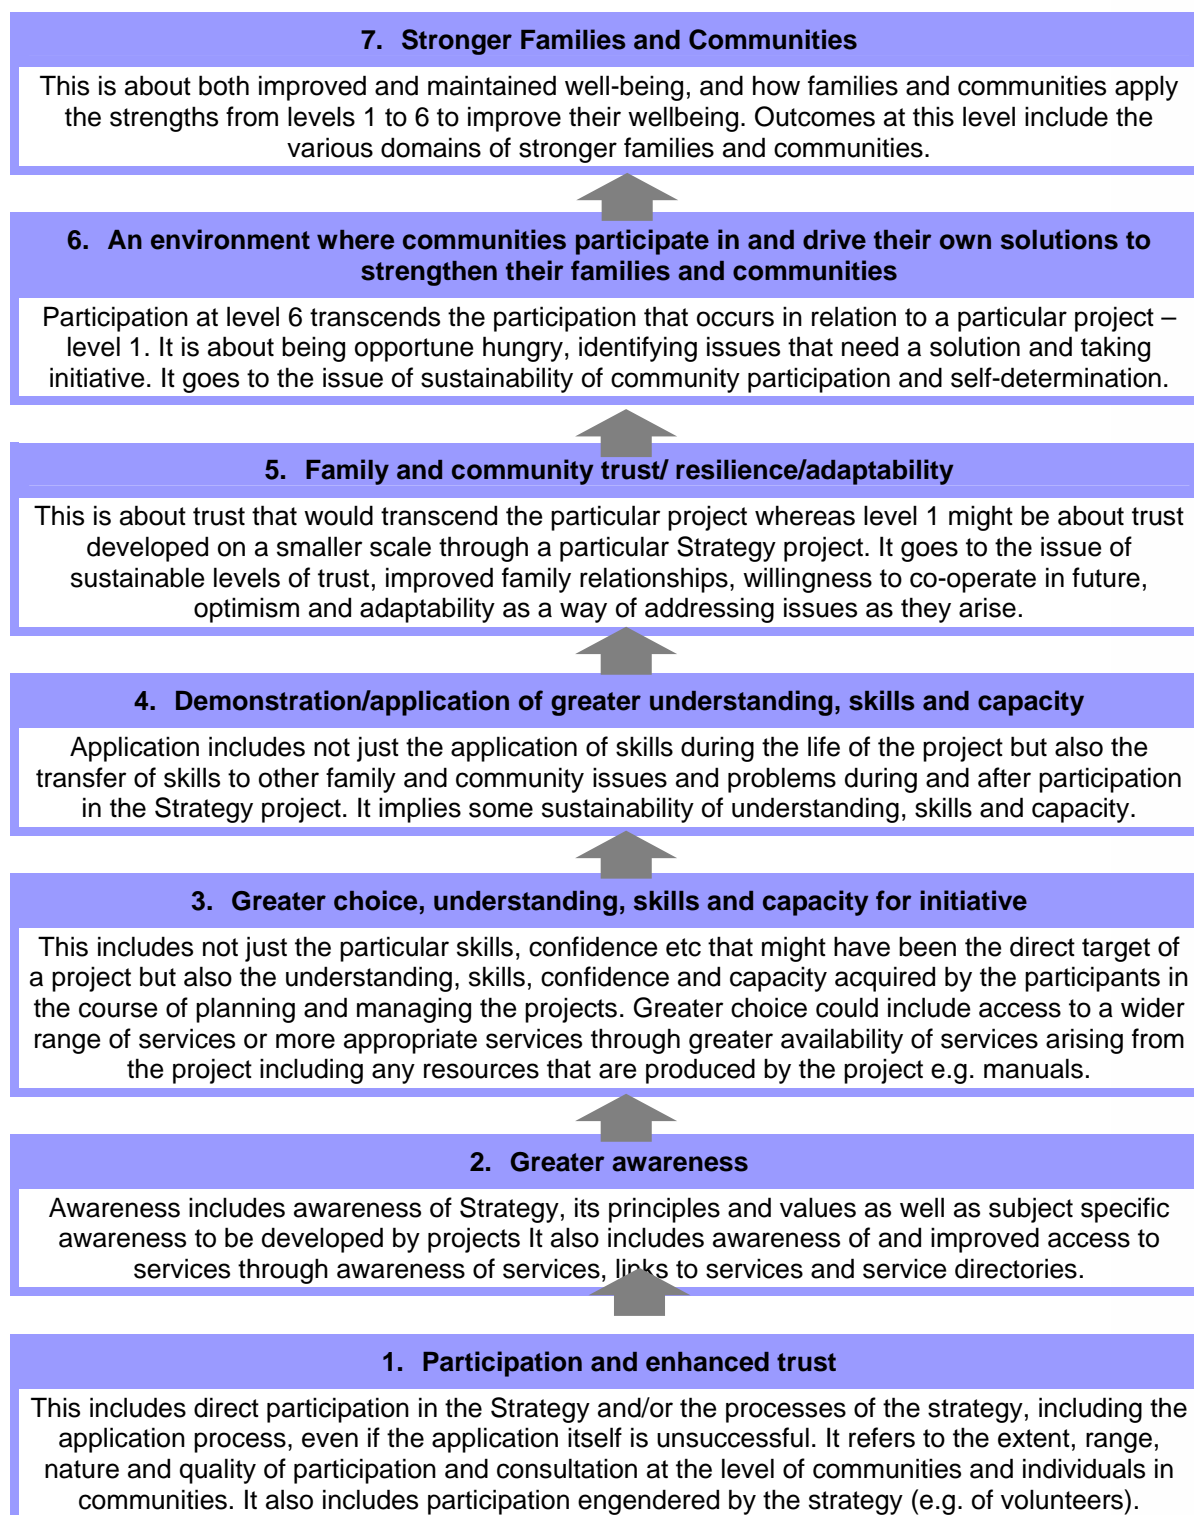 7. Stronger Families and Communities
This is about both improved and maintained well-being, and how families and communities apply
the strengths from levels 1 to 6 to improve their wellbeing. Outcomes at this level include the
various domains of stronger families and communities.
6. An environment where communities participate in and drive their own solutions to
strengthen their families and communities
Participation at level 6 transcends the participation that occurs in relation to a particular project –
level 1. It is about being opportune hungry, identifying issues that need a solution and taking
initiative. It goes to the issue of sustainability of community participation and self-determination.
5. Family and community trust/ resilience/adaptability
This is about trust that would transcend the particular project whereas level 1 might be about trust
developed on a smaller scale through a particular Strategy project. It goes to the issue of
sustainable levels of trust, improved family relationships, willingness to co-operate in future,
optimism and adaptability as a way of addressing issues as they arise.
4. Demonstration/application of greater understanding, skills and capacity
Application includes not just the application of skills during the life of the project but also the
transfer of skills to other family and community issues and problems during and after participation
in the Strategy project. It implies some sustainability of understanding, skills and capacity.
3. Greater choice, understanding, skills and capacity for initiative
This includes not just the particular skills, confidence etc that might have been the direct target of
a project but also the understanding, skills, confidence and capacity acquired by the participants in
the course of planning and managing the projects. Greater choice could include access to a wider
range of services or more appropriate services through greater availability of services arising from
the project including any resources that are produced by the project e.g. manuals.
2. Greater awareness
Awareness includes awareness of Strategy, its principles and values as well as subject specific
awareness to be developed by projects It also includes awareness of and improved access to
services through awareness of services, links to services and service directories.
1. Participation and enhanced trust
This includes direct participation in the Strategy and/or the processes of the strategy, including the
application process, even if the application itself is unsuccessful. It refers to the extent, range,
nature and quality of participation and consultation at the level of communities and individuals in
communities. It also includes participation engendered by the strategy (e.g. of volunteers).